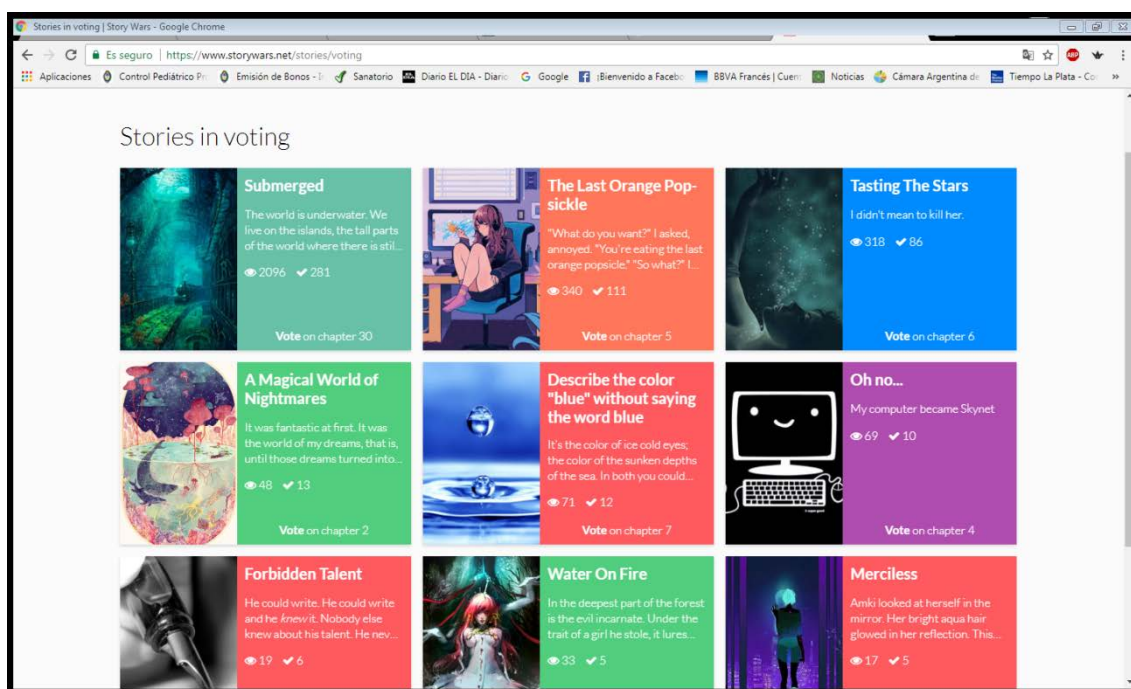 Stories in voting | Story Wars - Google Chrome
Es seguro | https://www.storywars.net/stories/voting
Aplicaciones Control Pediátrico Pr Emisión de Bonos - I Sanatorio Diario EL DIA - Diario Google ¡Bienvenido a Facebo BBVA Francés | Cuen Noticias Cámara Argentina de Tiempo La Plata - Co »
Stories in voting
Submerged
The world is underwater. We
live on the islands, the tall parts
of the world where there is stil...
2096 281
Vote on chapter 30
The Last Orange Pop-
sickle
"What do you want?" I asked,
annoyed. "You're eating the last
orange popsicle." "So what?" I...
340 111
Vote on chapter 5
Tasting The Stars
I didn't mean to kill her.
318 86
Vote on chapter 6
A Magical World of
Nightmares
It was fantastic at first. It was
the world of my dreams, that is,
until those dreams turned into...
48 13
Vote on chapter 2
Describe the color
"blue" without saying
the word blue
It's the color of ice cold eyes;
the color of the sunken depths
of the sea. In both you could...
71 12
Vote on chapter 7
Oh no...
My computer became Skynet
69 10
Vote on chapter 4
Forbidden Talent
He could write. He could write
and he knew it. Nobody else
knew about his talent. He nev...
19 6
Water On Fire
In the deepest part of the forest
is the evil incarnate. Under the
trait of a girl he stole, it lures...
33 5
Merciless
Amki looked at herself in the
mirror. Her bright aqua hair
glowed in her reflection. This...
17 5